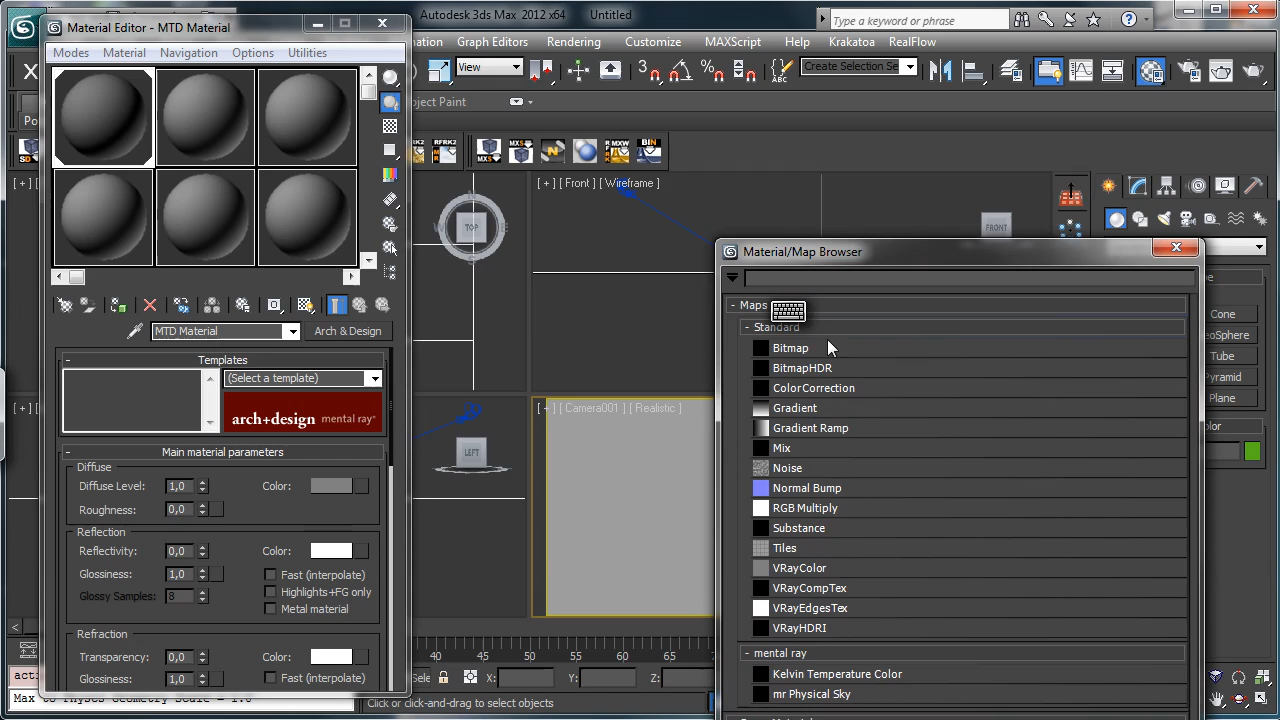 Material Editor - MTD Material
Autodesk 3ds Max 2012 x64 Untitled
Type a keyword or phrase
Modes Material Navigation Options Utilities
Graph Editors Rendering Customize MAXScript Help Krakatoa RealFlow
View
Create Selection Se
oject Paint
[ + ] [ Front ] [ Wireframe ]
TOP
FRONT
Material/Map Browser
- Maps
- Standard
Bitmap
BitmapHDR
ColorCorrection
Gradient
Gradient Ramp
Mix
Noise
Normal Bump
RGB Multiply
Substance
Tiles
VRayColor
VRayCompTex
VRayEdgesTex
VRayHDRI
- mental ray
Kelvin Temperature Color
mr Physical Sky
MTD Material
Arch & Design
- Templates
(Select a template)
arch+design mental ray
- Main material parameters
Diffuse
Diffuse Level: 1,0 Color:
Roughness: 0,0
Reflection
Reflectivity: 0,0 Color:
Glossiness: 1,0 Fast (interpolate)
Highlights+FG only
Glossy Samples: 8
Metal material
Refraction
Transparency: 0,0 Color:
Glossiness: 1,0 Fast (interpolate)
[ + ] [ Camera001 ] [ Realistic ]
LEFT
Cone
eoSphere
Tube
Pyramid
Plane
olor
40 45 50 55 60 65
X: Y: Z:
Click or click-and-drag to select objects